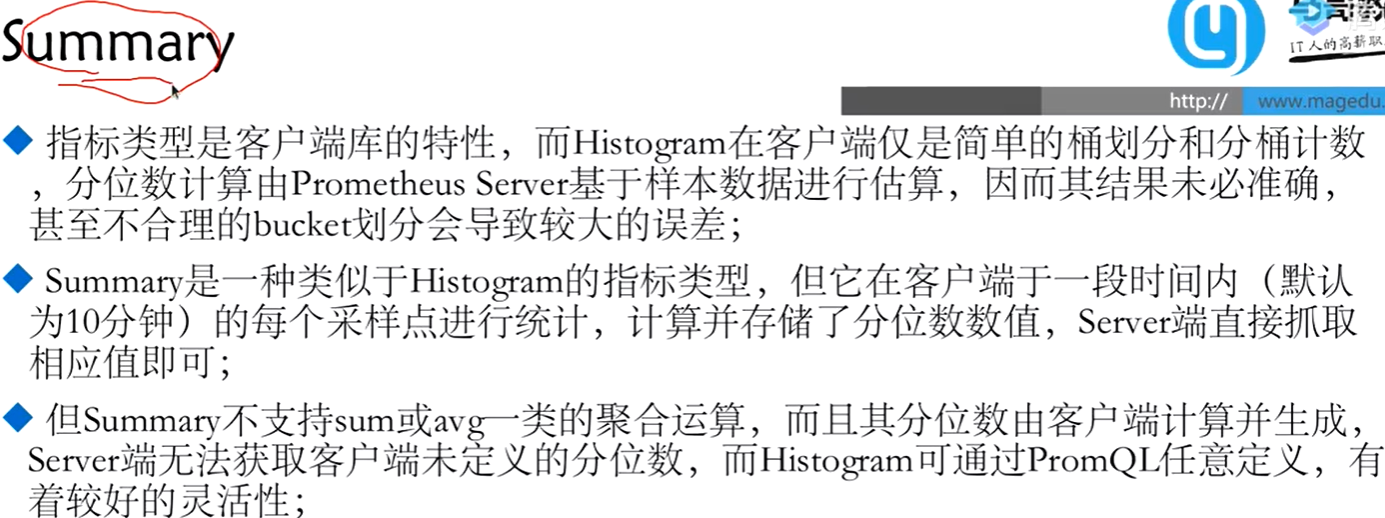 Summary
IT人的高薪职
http://
www.magedu.
指标类型是客户端库的特性，而Histogram在客户端仅是简单的桶划分和分桶计数
，分位数计算由Prometheus Server基于样本数据进行估算，因而其结果未必准确，
甚至不合理的bucket划分会导致较大的误差；
Summary是一种类似于Histogram的指标类型，但它在客户端于一段时间内（默认
为10分钟）的每个采样点进行统计，计算并存储了分位数数值，Server端直接抓取
相应值即可；
但Summary不支持sum或avg一类的聚合运算，而且其分位数由客户端计算并生成，
Server端无法获取客户端未定义的分位数，而Histogram可通过PromQL任意定义，有
着较好的灵活性；